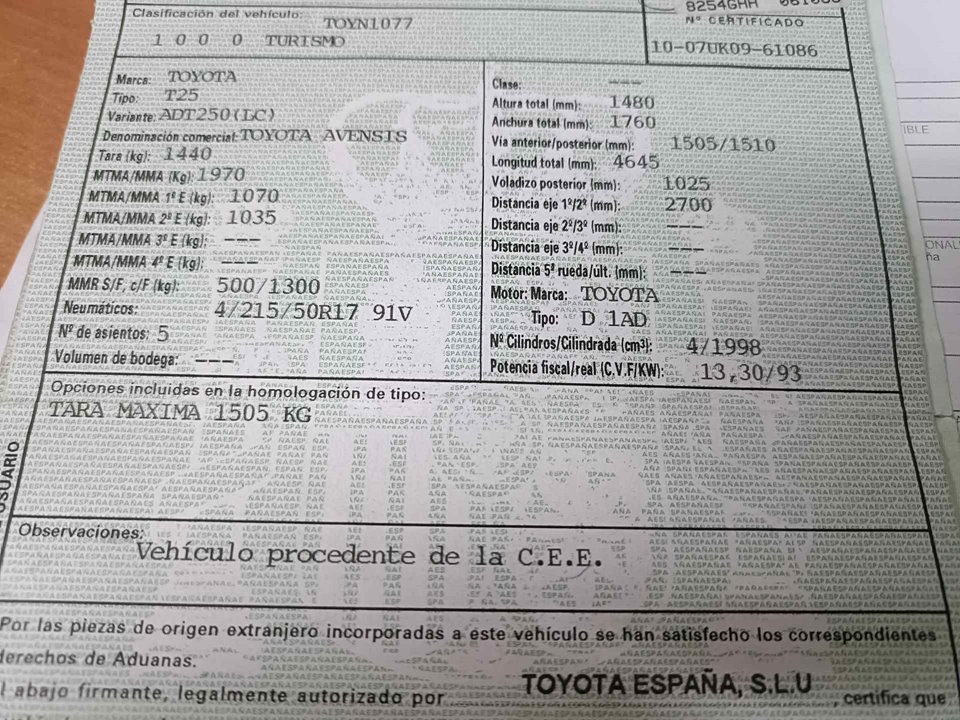 8254GHH
Nº CERTIFICADO
10-07UK09-61086
Clasificación del vehículo: TOYN1077
1 0 0 0 TURISMO
Marca: TOYOTA
Tipo: T25
Variante: ADT250(LC)
Denominación comercial: TOYOTA AVENSIS
Tara (kg): 1440
MTMA/MMA (Kg): 1970
MTMA/MMA 1º E (kg): 1070
MTMA/MMA 2º E (kg): 1035
MTMA/MMA 3º E (kg): ---
MTMA/MMA 4º E (kg):
MMR S/F, c/F (kg): 500/1300
Neumáticos: 4/215/50R17 91V
Nº de asientos: 5
Volumen de bodega: ---
Clase: ---
Altura total (mm): 1480
Anchura total (mm): 1760
Vía anterior/posterior (mm): 1505/1510
Longitud total (mm): 4645
Voladizo posterior (mm): 1025
Distancia eje 1º/2º (mm): 2700
Distancia eje 2º/3º (mm): ---
Distancia eje 3º/4º (mm): ---
Distancia 5ª rueda/últ. (mm): ---
Motor: Marca: TOYOTA
Tipo: D 1AD
Nº Cilindros/Cilindrada (cm³): 4/1998
Potencia fiscal/real (C.V.F/KW): 13,30/93
Opciones incluidas en la homologación de tipo:
TARA MAXIMA 1505 KG
USUARIO
Observaciones:
Vehículo procedente de la C.E.E.
Por las piezas de origen extranjero incorporadas a este vehículo se han satisfecho los correspondientes
derechos de Aduanas.
l abajo firmante, legalmente autorizado por TOYOTA ESPAÑA, S.L.U , certifica que
IBLE
ONAL
ña